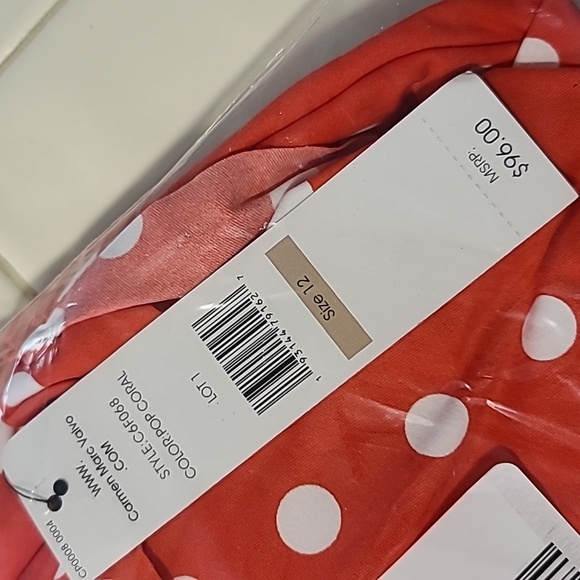 MSRP:
$96.00
Size 12
1 93144 79162 7
LOT 1
STYLE:C6F068
COLOR:POP CORAL
WWW.
Carmen Marc Valvo
.COM
CP0008 0004